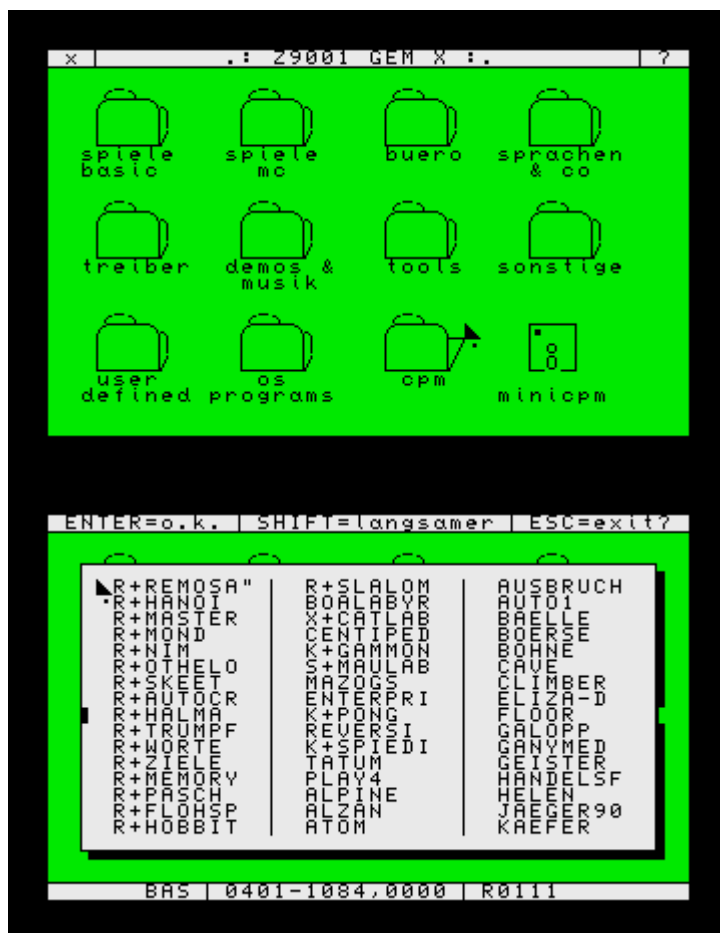 x | .: Z9001 GEM X :. | ?
spiele basic
spiele mc
buero
sprachen & co
treiber
demos & musik
tools
sonstige
user defined
os programs
cpm
minicpm
ENTER=o.k. | SHIFT=langsamer | ESC=exit?
R+REMOSA" | R+SLALOM | AUSBRUCH
R+HANOI | BOALABYR | AUTO1
R+MASTER | X+CATLAB | BAELLE
R+MOND | CENTIPED | BOERSE
R+NIM | K+GAMMON | BOHNE
R+OTHELO | S+MAULAB | CAVE
R+SKEET | MAZOGS | CLIMBER
R+AUTOCR | ENTERPRI | ELIZA-D
R+HALMA | K+PONG | FLOOR
R+TRUMPF | REVERSI | GALOPP
R+WORTE | K+SPIEDI | GANYMED
R+ZIELE | TATUM | GEISTER
R+MEMORY | PLAY4 | HANDELSF
R+PASCH | ALPINE | HELEN
R+FLOHSP | ALZAN | JAEGER90
R+HOBBIT | ATOM | KAEFER
BAS | 0401-1084,0000 | R0111